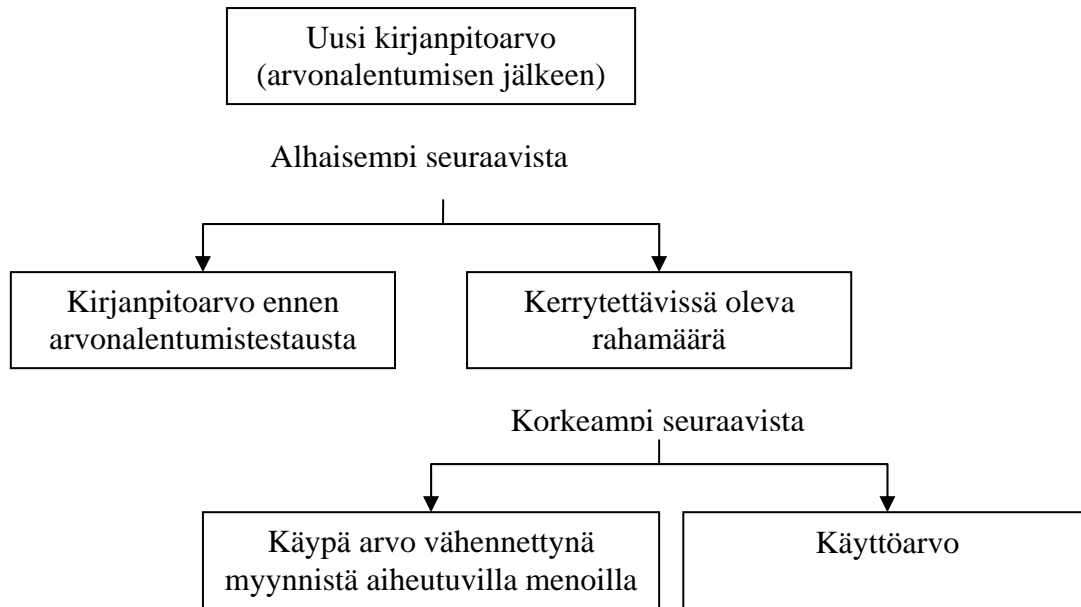 Uusi kirjanpitoarvo
(arvonalentumisen jälkeen)
Alhaisempi seuraavista
Kirjanpitoarvo ennen
arvonalentumistestausta
Kerrytettävissä oleva
rahamäärä
Korkeampi seuraavista
Käypä arvo vähennettynä
myynnistä aiheutuvilla menoilla
Käyttöarvo